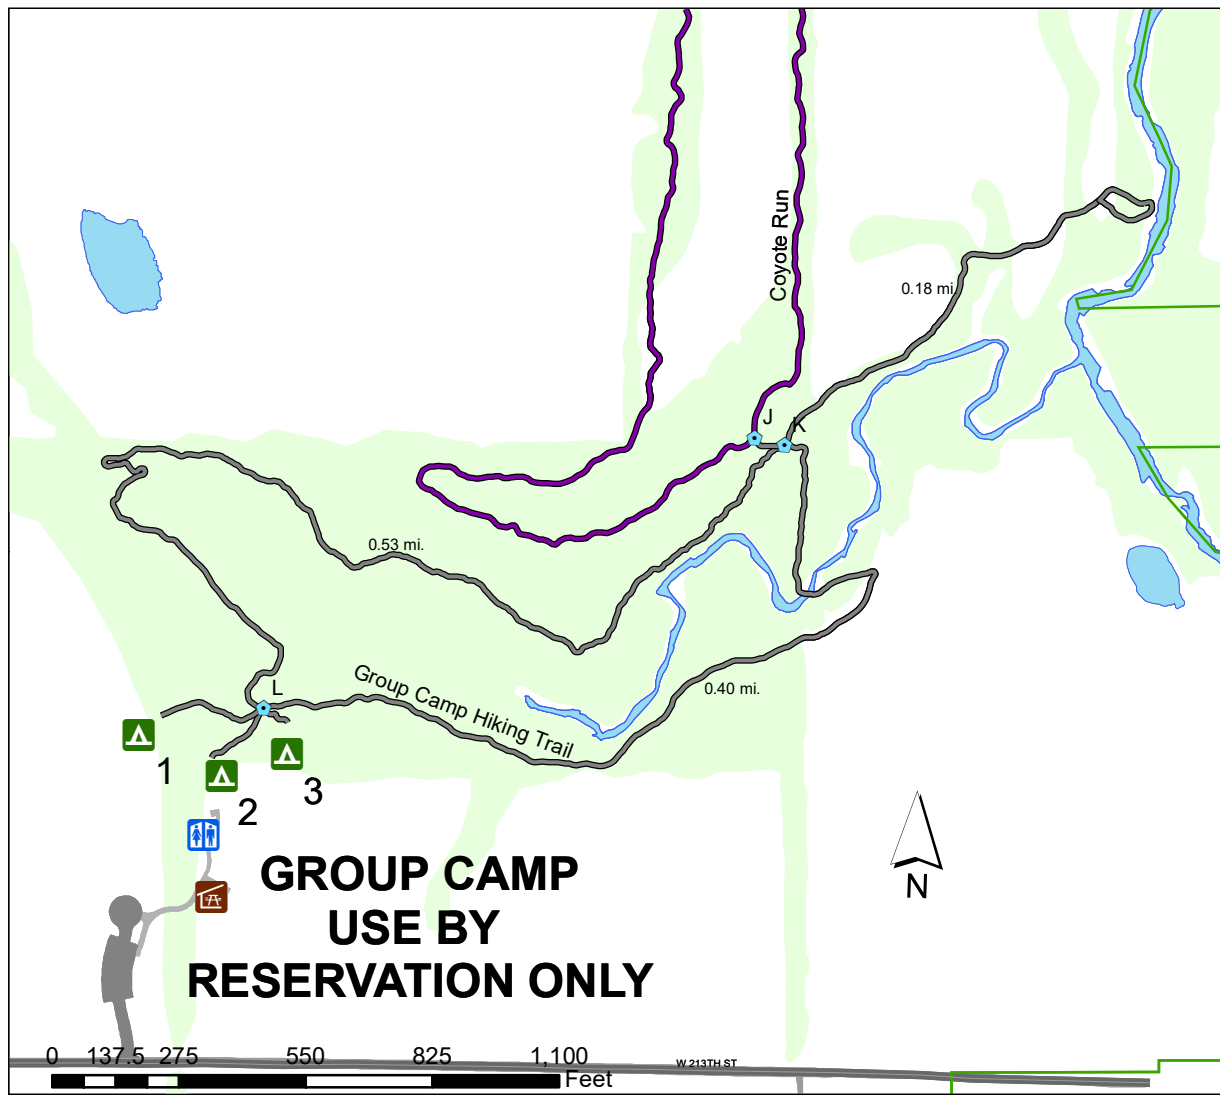 Coyote Run
0.18 mi.
J
K
0.53 mi.
L
Group Camp Hiking Trail
0.40 mi.
1
2
3
GROUP CAMP
USE BY
RESERVATION ONLY
N
0 137.5 275 550 825 1,100
Feet
W 213TH ST